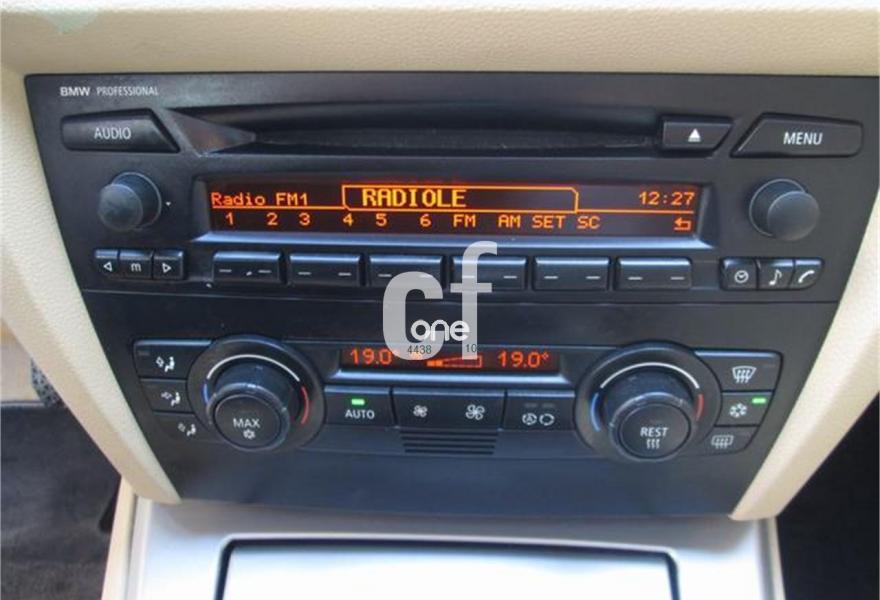 BMW PROFESSIONAL
AUDIO
MENU
Radio FM1 RADIOLE 12:27
1 2 3 4 5 6 FM AM SET SC
m
cf
one
4438 10
19.0° 19.0°
MAX
AUTO
REST